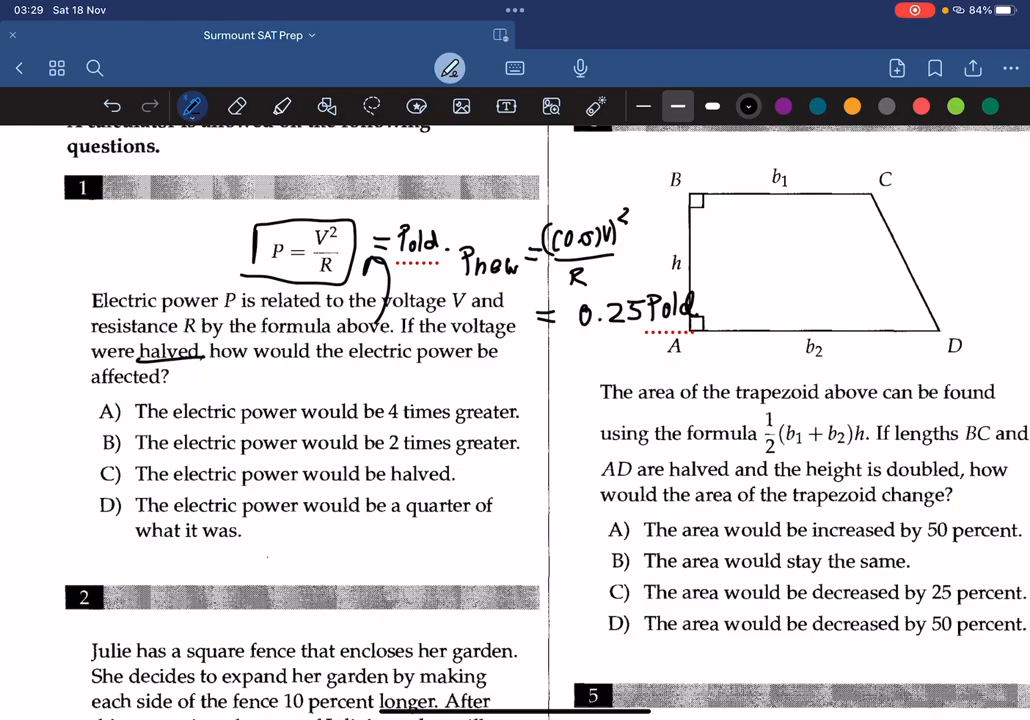 03:29 Sat 18 Nov
84%
Surmount SAT Prep
questions.
1
P = V²/R = Pold.
Phew = ((0.5)V)²/R
= 0.25Pold
Electric power P is related to the voltage V and
resistance R by the formula above. If the voltage
were halved, how would the electric power be
affected?
A) The electric power would be 4 times greater.
B) The electric power would be 2 times greater.
C) The electric power would be halved.
D) The electric power would be a quarter of
what it was.
2
Julie has a square fence that encloses her garden.
She decides to expand her garden by making
each side of the fence 10 percent longer. After
B b₁ C
h
A b₂ D
The area of the trapezoid above can be found
using the formula 1/2(b₁ + b₂)h. If lengths BC and
AD are halved and the height is doubled, how
would the area of the trapezoid change?
A) The area would be increased by 50 percent.
B) The area would stay the same.
C) The area would be decreased by 25 percent.
D) The area would be decreased by 50 percent.
5